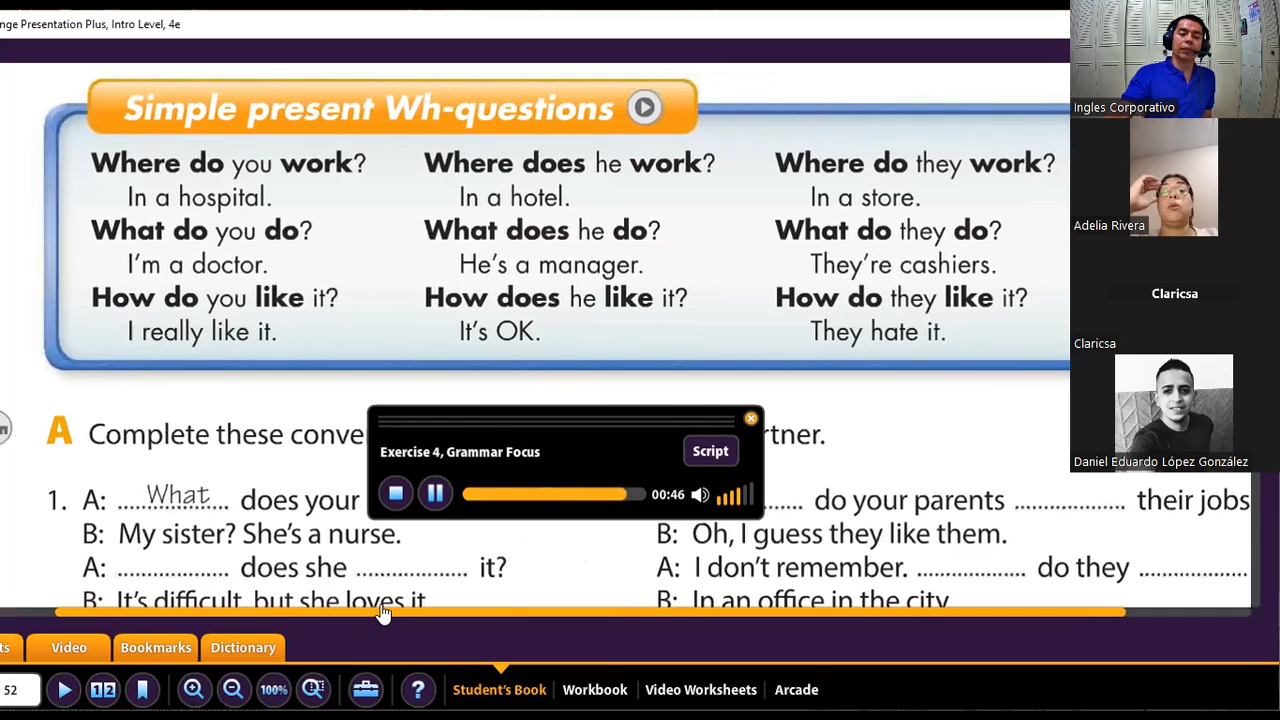 nge Presentation Plus, Intro Level, 4e
Simple present Wh-questions
Where do you work?
In a hospital.
What do you do?
I'm a doctor.
How do you like it?
I really like it.
Where does he work?
In a hotel.
What does he do?
He's a manager.
How does he like it?
It's OK.
Where do they work?
In a store.
What do they do?
They're cashiers.
How do they like it?
They hate it.
A Complete these conve rtner.
Exercise 4, Grammar Focus
Script
00:46
1. A: .................... What does your
B: My sister? She's a nurse.
A: .................... does she .................... it?
B: It's difficult, but she loves it
....... do your parents .................... their jobs
B: Oh, I guess they like them.
A: I don't remember. .................... do they ....................
B: In an office in the city
Ingles Corporativo
Adelia Rivera
Claricsa
Claricsa
Daniel Eduardo López González
ts
Video
Bookmarks
Dictionary
52
1 2
100%
?
Student's Book
Workbook
Video Worksheets
Arcade